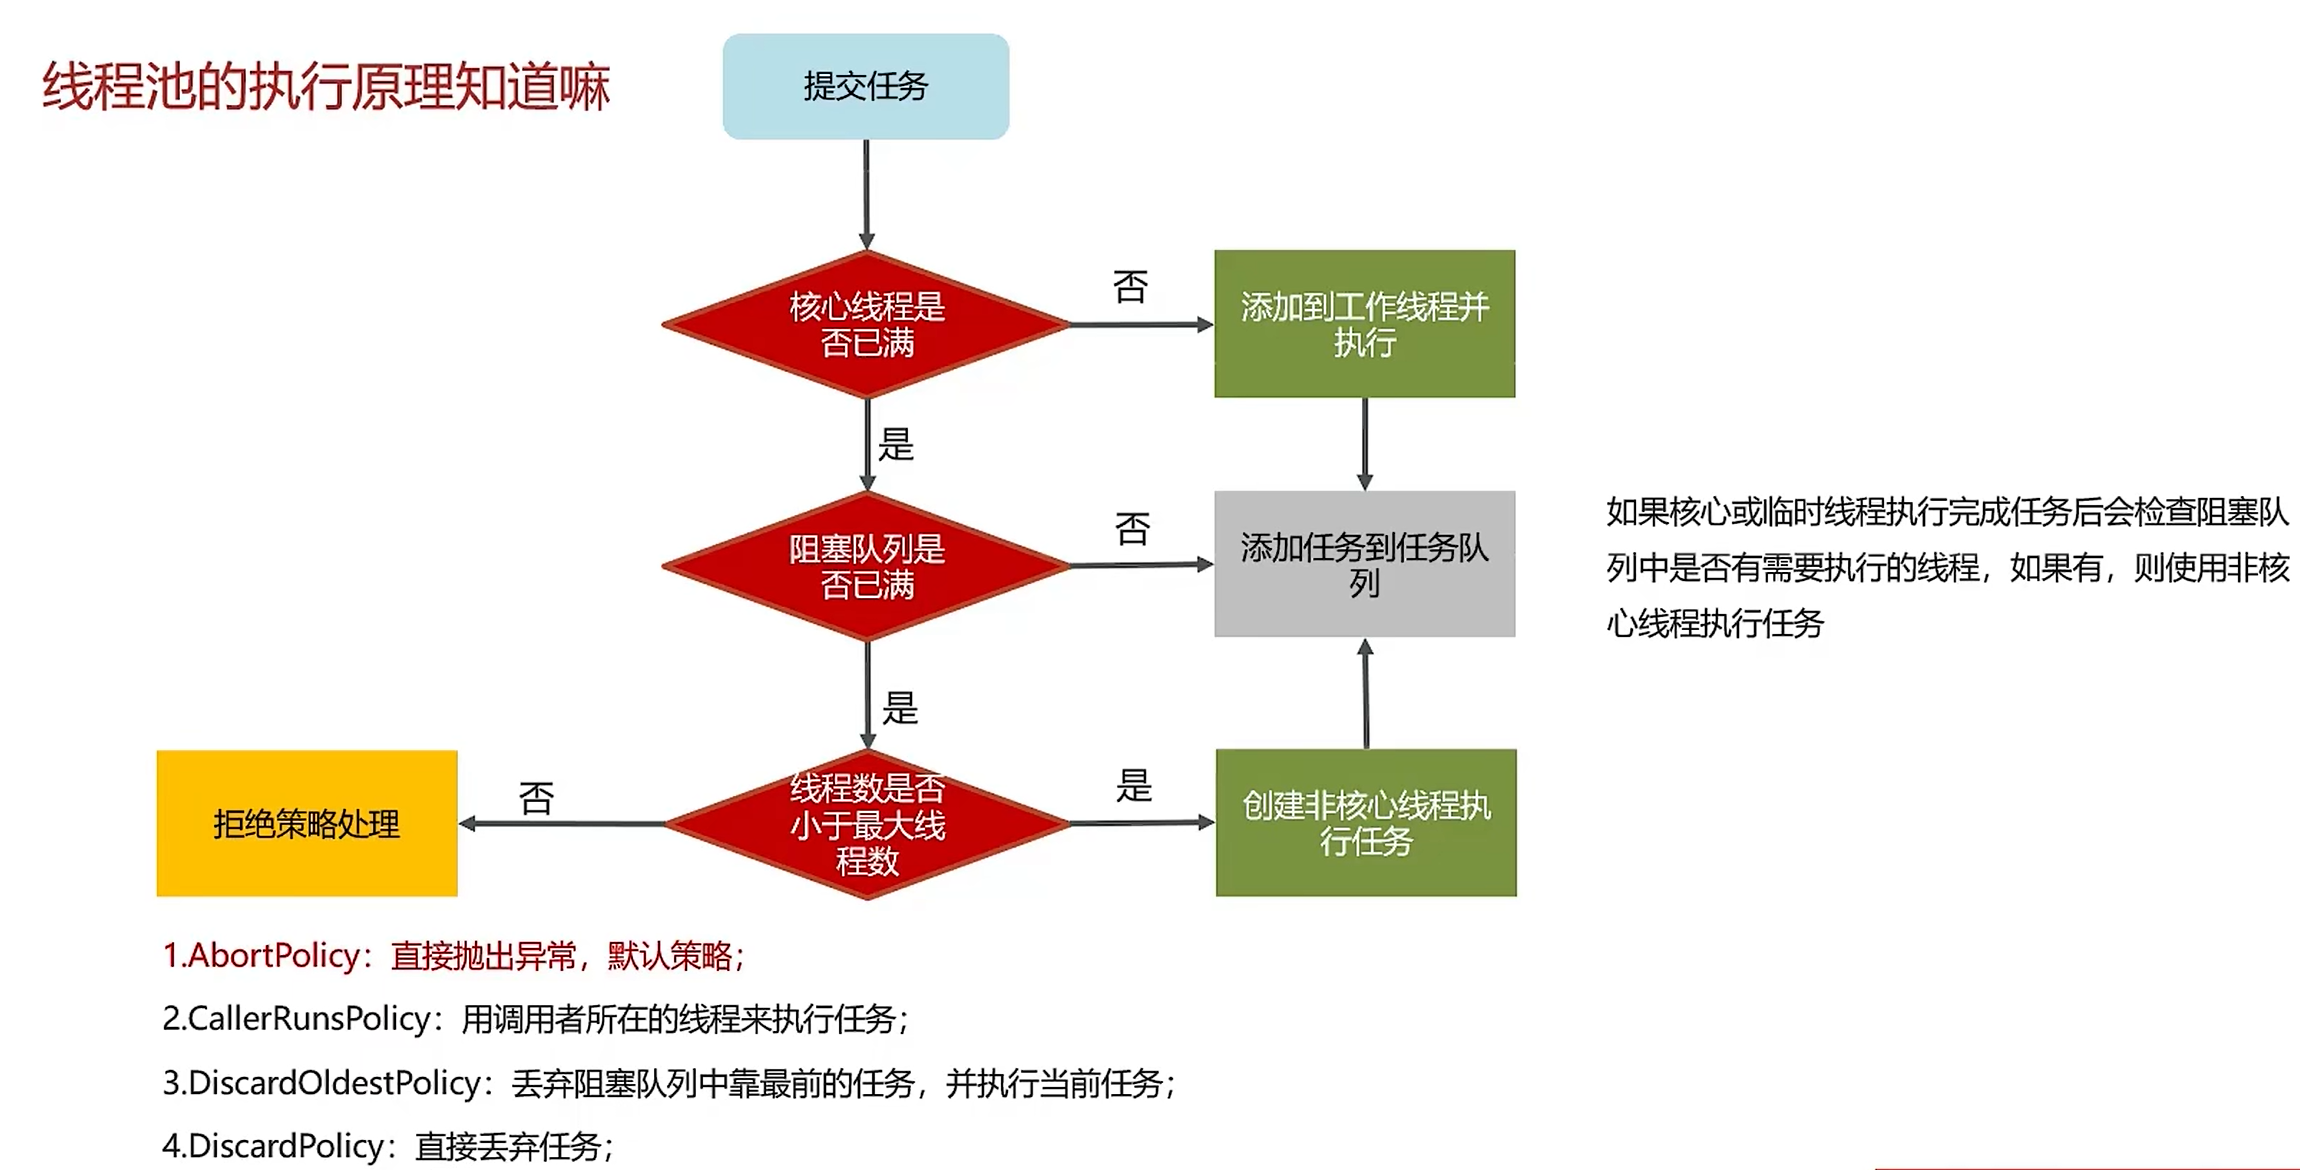 线程池的执行原理知道嘛
提交任务
核心线程是
否已满
否
添加到工作线程并
执行
是
阻塞队列是
否已满
否
添加任务到任务队
列
如果核心或临时线程执行完成任务后会检查阻塞队
列中是否有需要执行的线程，如果有，则使用非核
心线程执行任务
是
线程数是否
小于最大线
程数
否
拒绝策略处理
是
创建非核心线程执
行任务
1.AbortPolicy：直接抛出异常，默认策略；
2.CallerRunsPolicy：用调用者所在的线程来执行任务；
3.DiscardOldestPolicy：丢弃阻塞队列中靠最前的任务，并执行当前任务；
4.DiscardPolicy：直接丢弃任务；